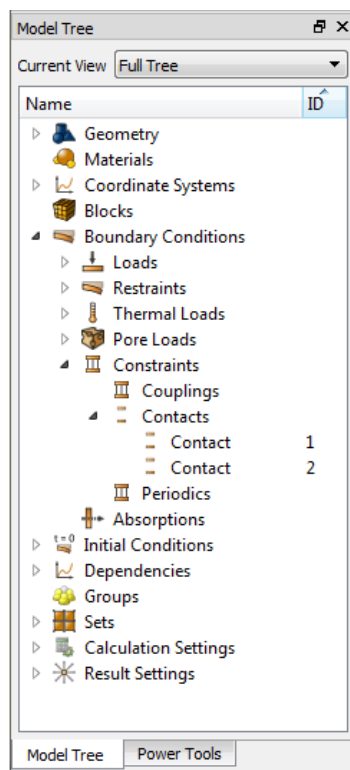 Model Tree
Current View Full Tree
Name ID
Geometry
Materials
Coordinate Systems
Blocks
Boundary Conditions
Loads
Restraints
Thermal Loads
Pore Loads
Constraints
Couplings
Contacts
Contact 1
Contact 2
Periodics
Absorptions
t=0 Initial Conditions
Dependencies
Groups
Sets
Calculation Settings
Result Settings
Model Tree Power Tools